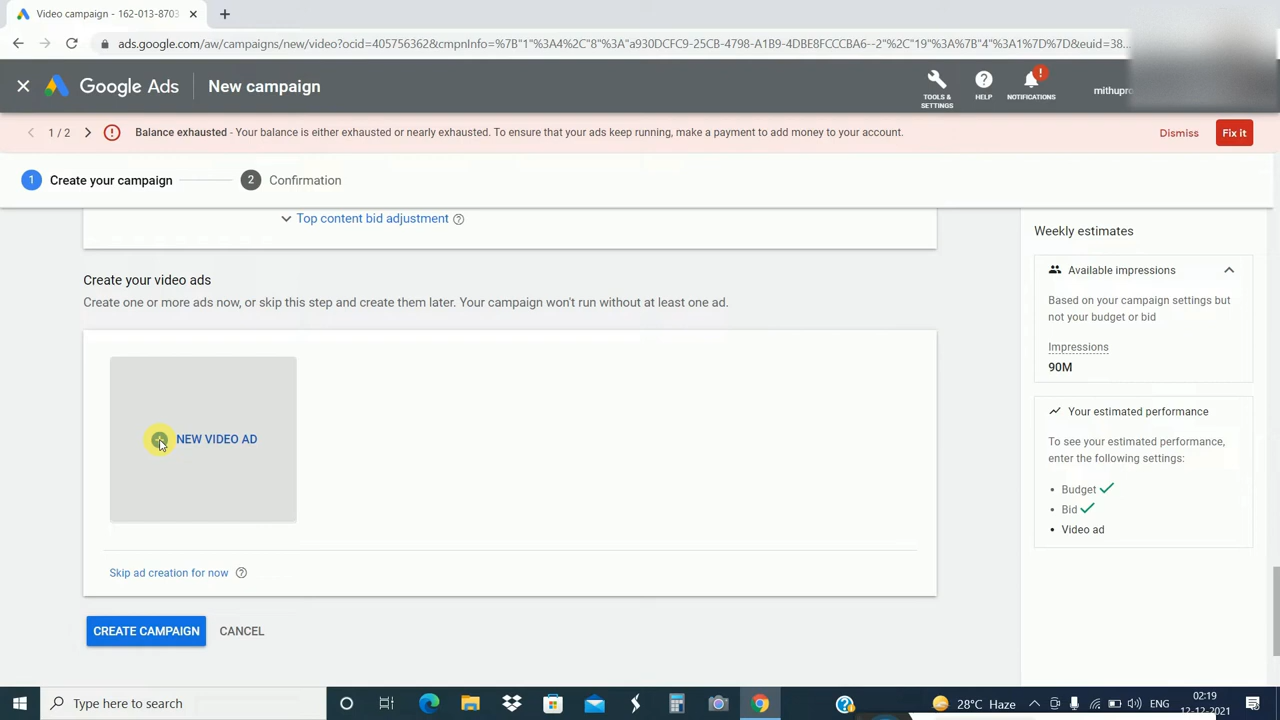 Video campaign - 162-013-8703
ads.google.com/aw/campaigns/new/video?ocid=405756362&cmpnInfo=%7B"1"%3A4%2C"8"%3A"a930DCFC9-25CB-4798-A1B9-4DBE8FCCCBA6--2"%2C"19"%3A%7B"4"%3A1%7D%7D&euid=38...
Google Ads New campaign
TOOLS & SETTINGS
HELP
NOTIFICATIONS
mithupro
1 / 2 Balance exhausted - Your balance is either exhausted or nearly exhausted. To ensure that your ads keep running, make a payment to add money to your account. Dismiss Fix it
1 Create your campaign 2 Confirmation
Top content bid adjustment
Create your video ads
Create one or more ads now, or skip this step and create them later. Your campaign won't run without at least one ad.
NEW VIDEO AD
Skip ad creation for now
CREATE CAMPAIGN CANCEL
Weekly estimates
Available impressions
Based on your campaign settings but
not your budget or bid
Impressions
90M
Your estimated performance
To see your estimated performance,
enter the following settings:
• Budget
• Bid
• Video ad
Type here to search
28°C Haze
ENG
02:19
12-12-2021